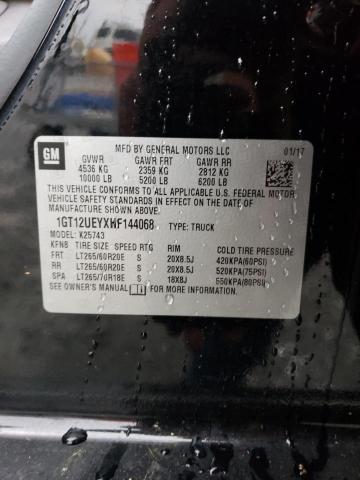 GM
MFD BY GENERAL MOTORS LLC 01/17
GVWR GAWR FRT GAWR RR
4536 KG 2359 KG 2812 KG
10000 LB 5200 LB 6200 LB
THIS VEHICLE CONFORMS TO ALL APPLICABLE U.S. FEDERAL MOTOR
VEHICLE SAFETY STANDARDS IN EFFECT ON THE DATE OF
MANUFACTURE SHOWN ABOVE.
1GT12UEYXHF144068 TYPE: TRUCK
MODEL: K25743
KFNB TIRE SIZE SPEED RTG RIM COLD TIRE PRESSURE
FRT LT265/60R20E S 20X8.5J 420KPA(60PSI)
RR LT265/60R20E S 20X8.5J 520KPA(75PSI)
SPA LT265/70R18E S 18X8J 550KPA(80PSI)
SEE OWNER'S MANUAL FOR MORE INFORMATION.